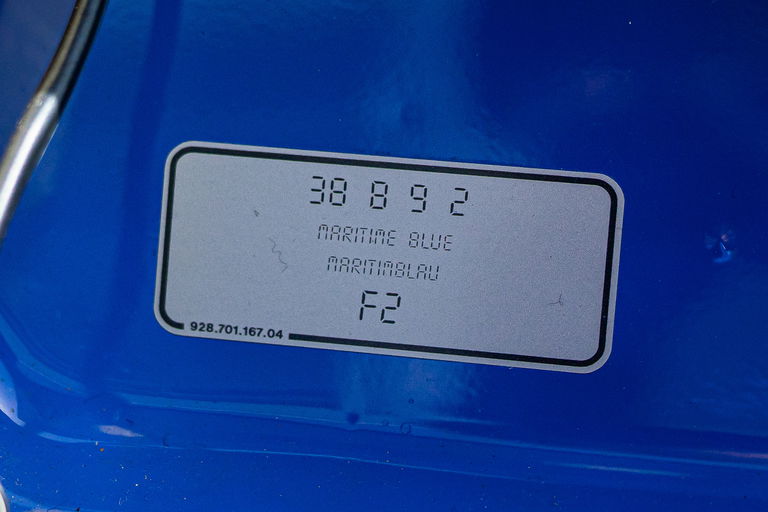 38 8 9 2
MARITIME BLUE
MARITIMBLAU
F2
928.701.167.04